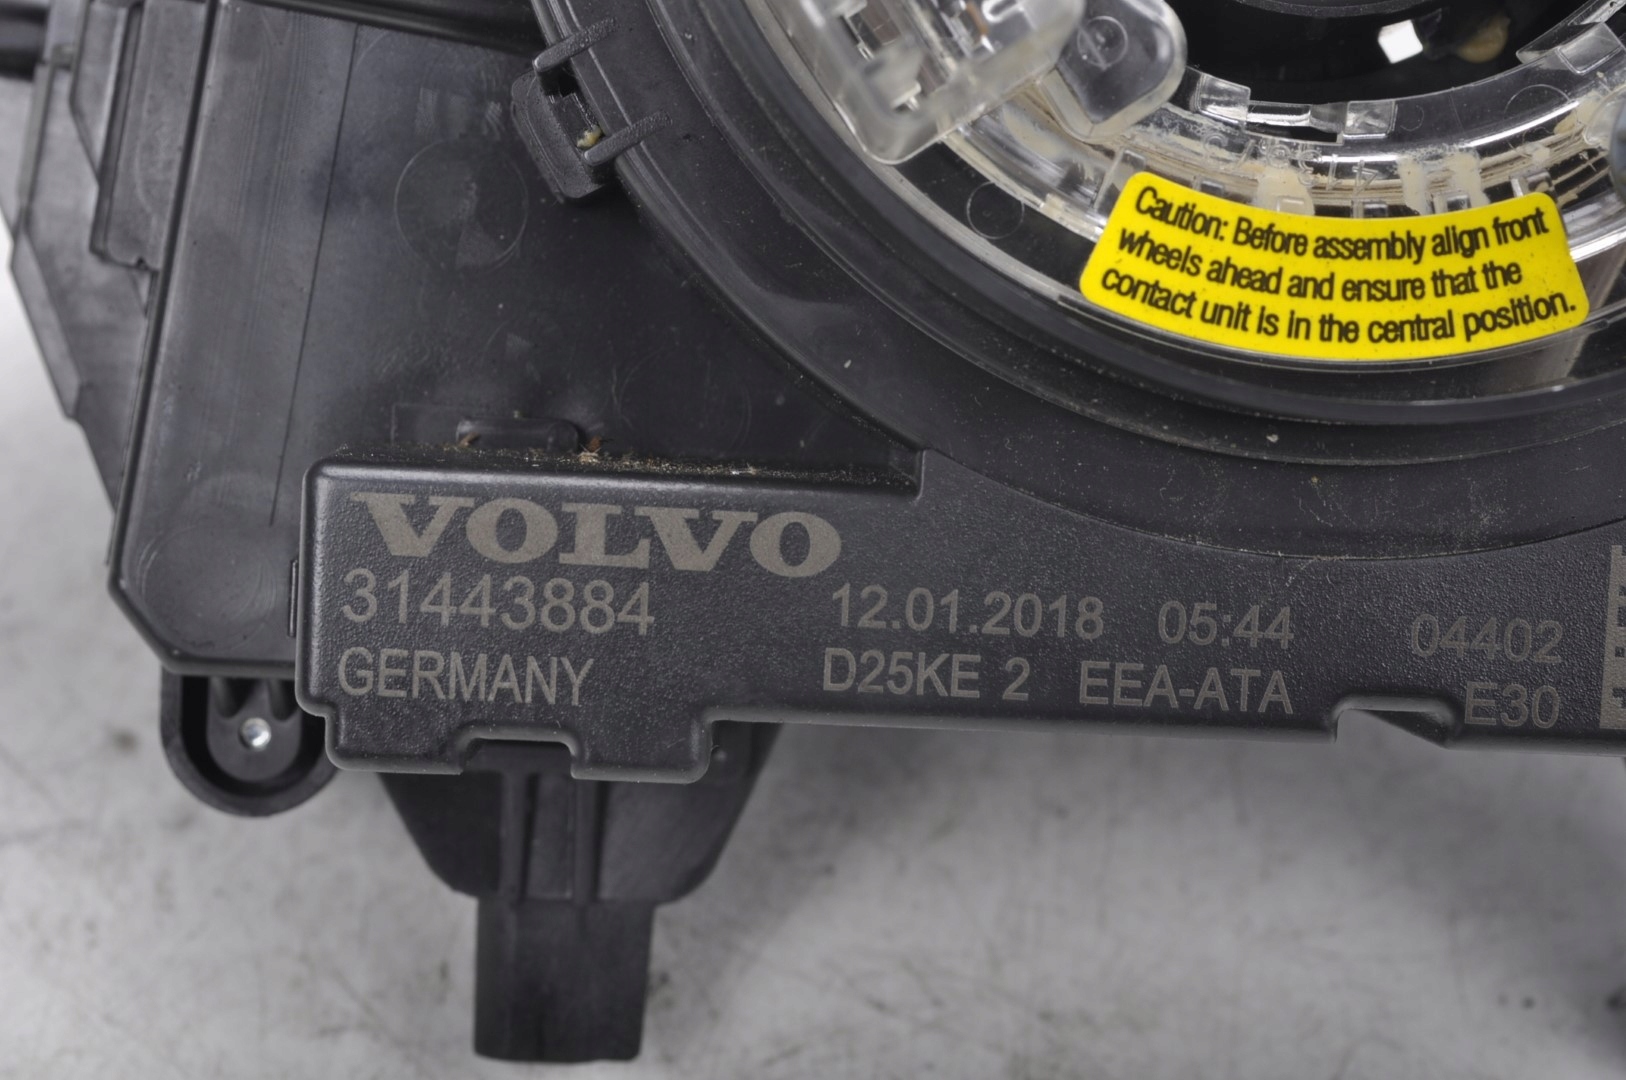 Caution: Before assembly align front
wheels ahead and ensure that the
contact unit is in the central position.
VOLVO
31443884
GERMANY
12.01.2018 05:44 04402
D25KE 2 EEA-ATA E30